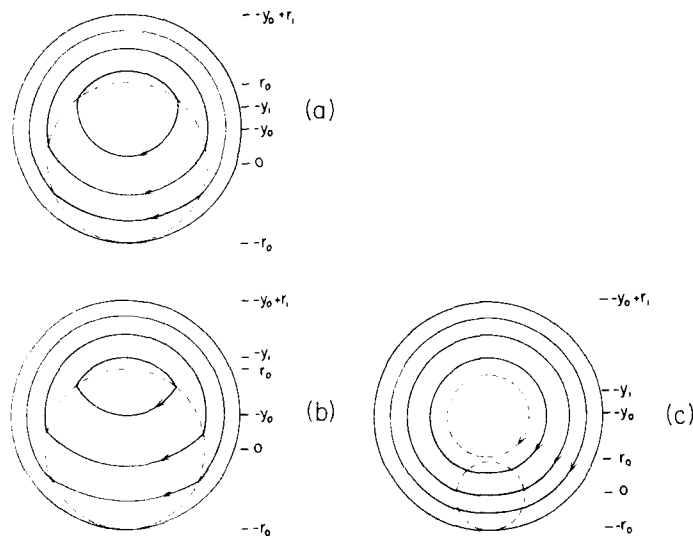 -y₀+r₁
r₀
-y₁
(a)
-y₀
0
-r₀
-y₀+r₁
-y₁
r₀
-y₀
(b)
0
-r₀
-y₀+r₁
-y₁
-y₀
(c)
r₀
0
-r₀